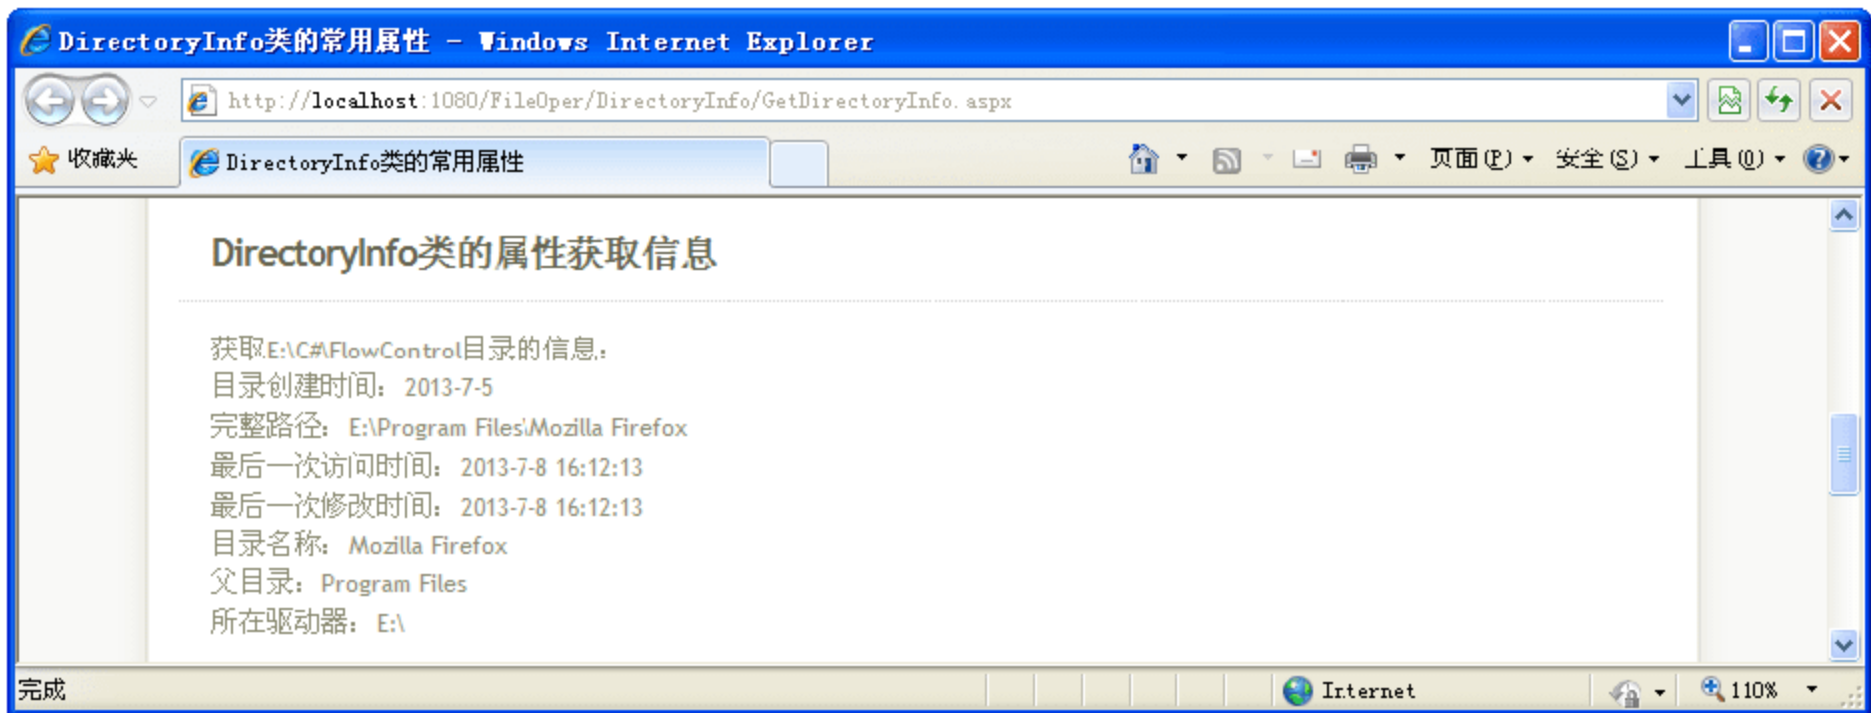 DirectoryInfo类的常用属性 - Windows Internet Explorer
http://localhost:1080/FileOper/DirectoryInfo/GetDirectoryInfo.aspx
收藏夹 DirectoryInfo类的常用属性 页面(P) 安全(S) 工具(O)
DirectoryInfo类的属性获取信息
获取E:\C#\FlowControl目录的信息：
目录创建时间：2013-7-5
完整路径：E:\Program Files\Mozilla Firefox
最后一次访问时间：2013-7-8 16:12:13
最后一次修改时间：2013-7-8 16:12:13
目录名称：Mozilla Firefox
父目录：Program Files
所在驱动器：E:\
完成 Internet 110%